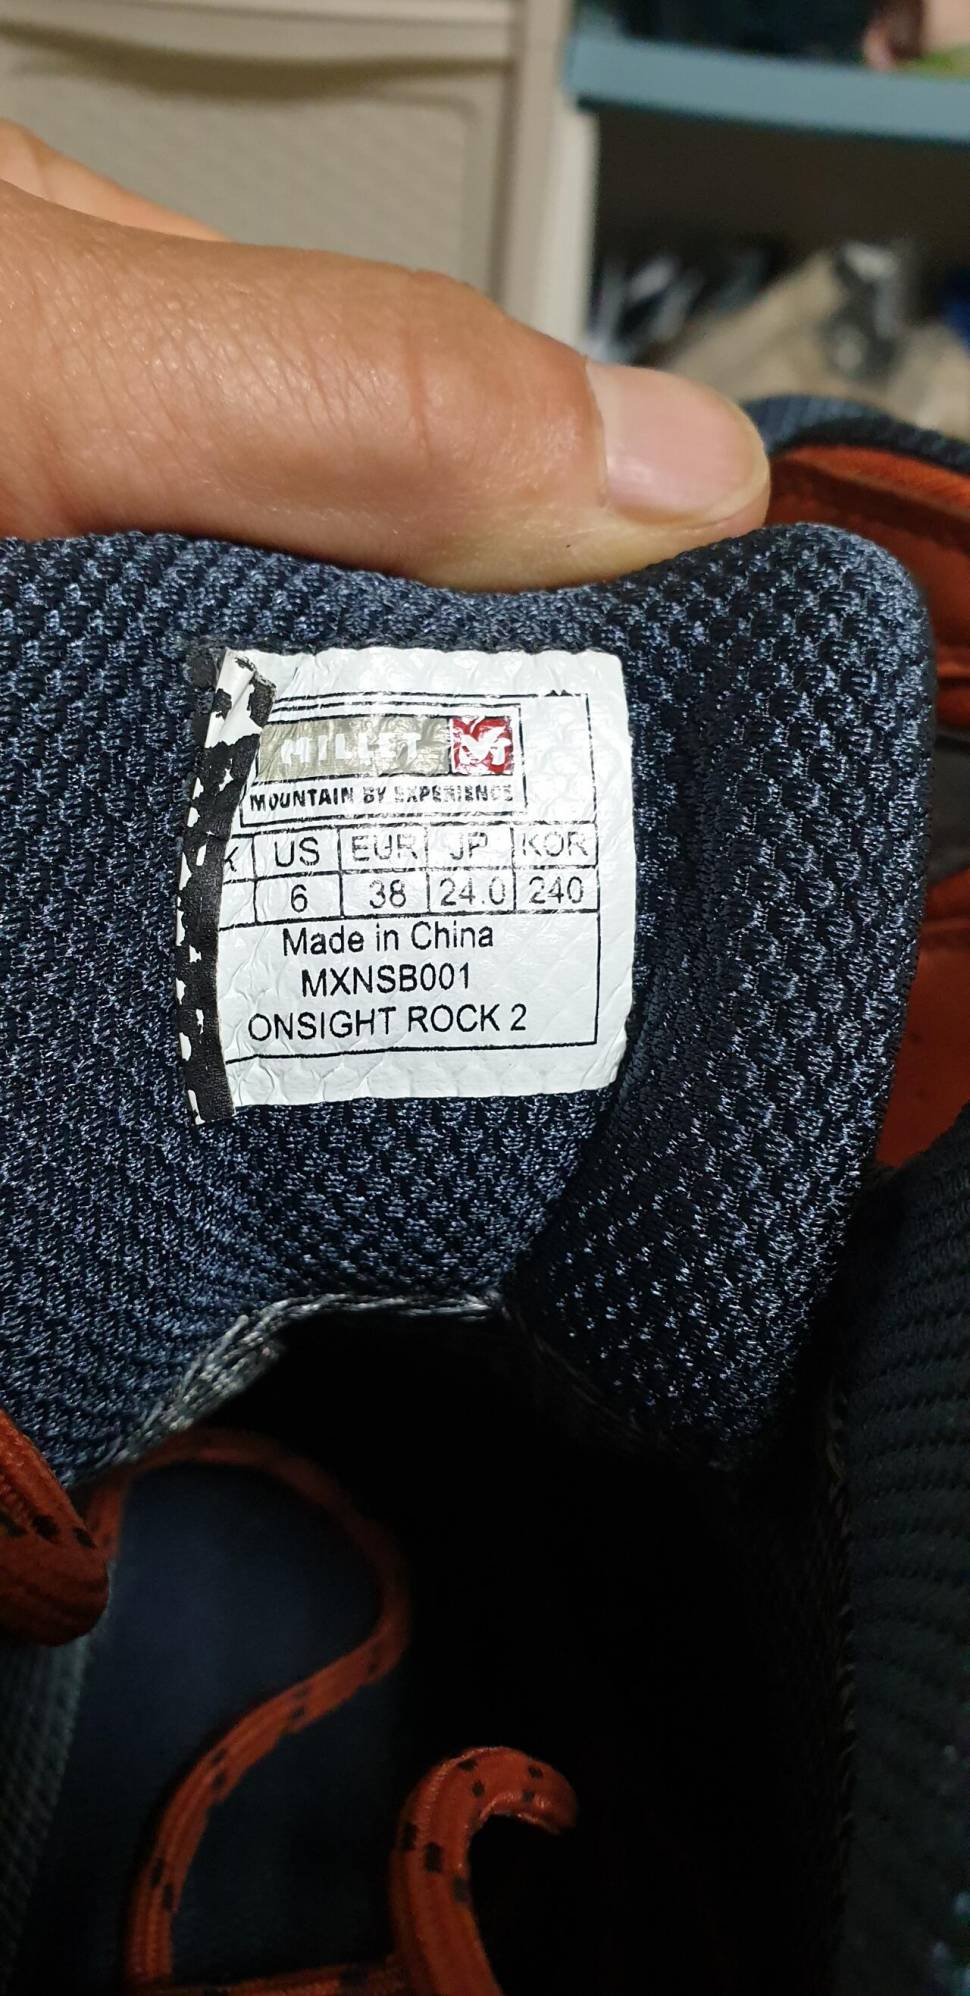 MILLET
MOUNTAIN BY EXPERIENCE
K US EUR JP KOR
6 38 24.0 240
Made in China
MXNSB001
ONSIGHT ROCK 2